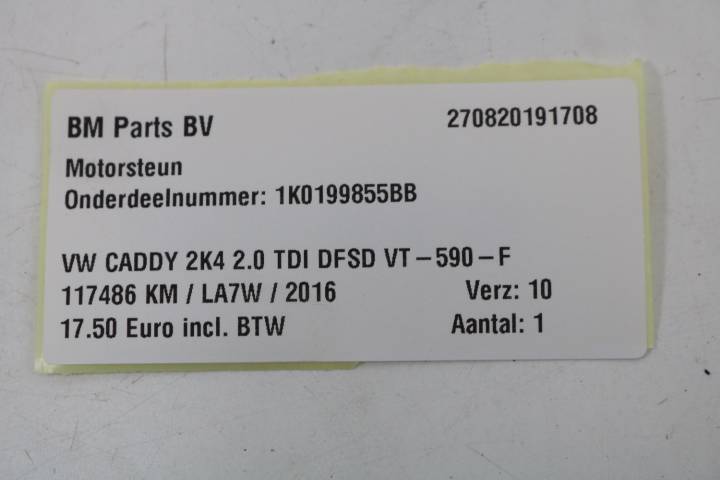 BM Parts BV 270820191708
Motorsteun
Onderdeelnummer: 1K0199855BB
VW CADDY 2K4 2.0 TDI DFSD VT-590-F
117486 KM / LA7W / 2016 Verz: 10
17.50 Euro incl. BTW Aantal: 1